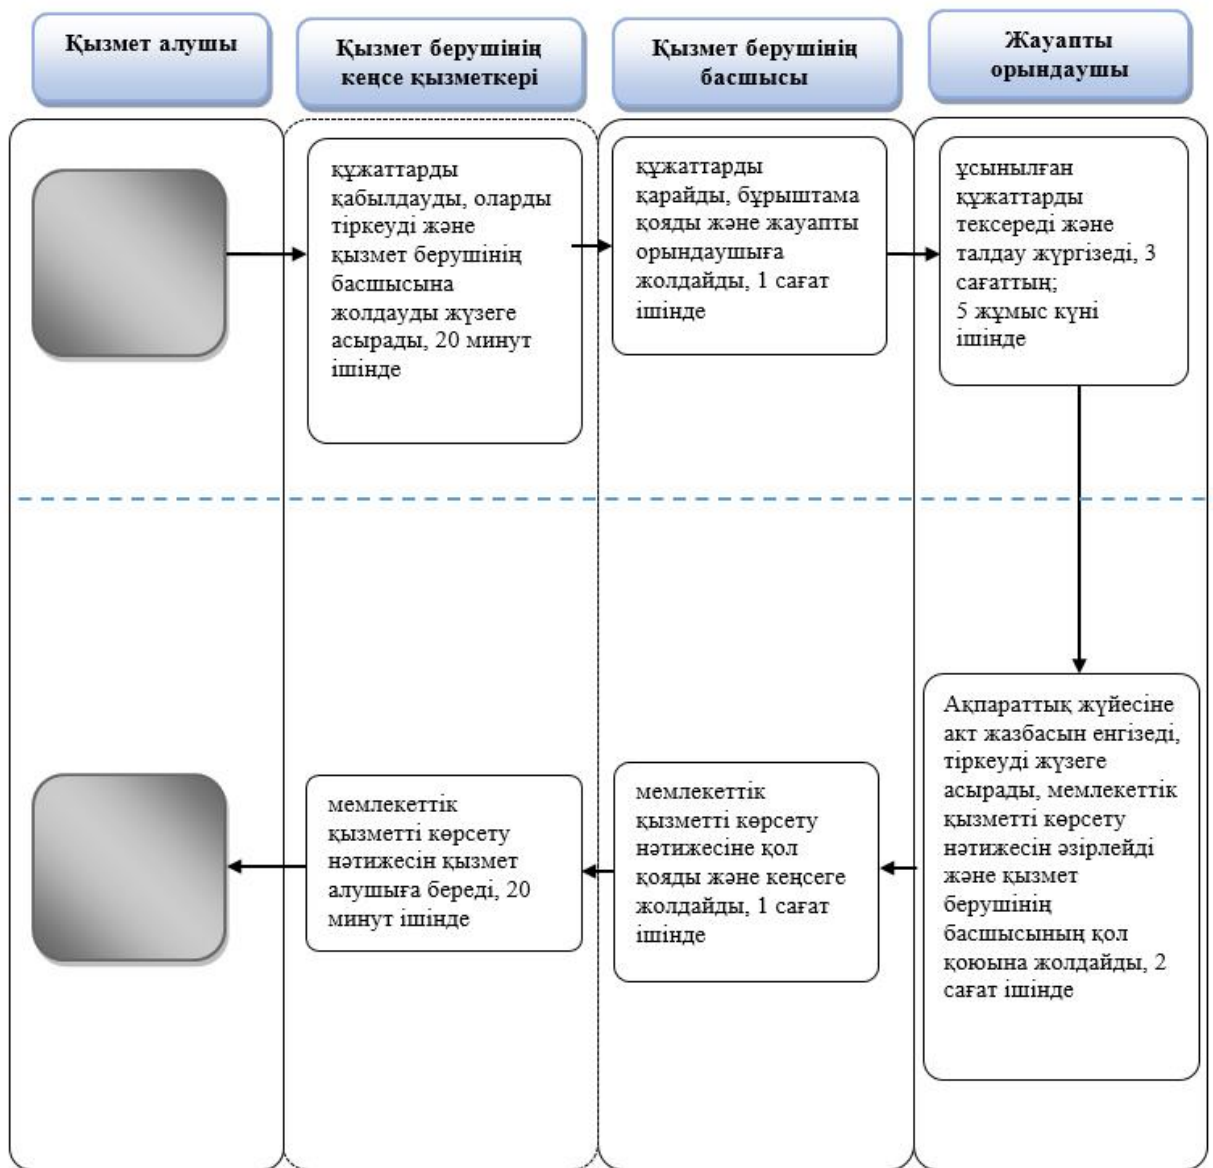 Қызмет алушы
Қызмет берушінің
кеңсе қызметкері
Қызмет берушінің
басшысы
Жауапты
орындаушы
құжаттарды
қабылдауды, оларды
тіркеуді және
қызмет берушінің
басшысына
жолдауды жүзеге
асырады, 20 минут
ішінде
құжаттарды
қарайды, бұрыштама
қояды және жауапты
орындаушыға
жолдайды, 1 сағат
ішінде
ұсынылған
құжаттарды
тексереді және
талдау жүргізеді, 3
сағаттың;
5 жұмыс күні
ішінде
Ақпараттық жүйесіне
акт жазбасын енгізеді,
тіркеуді жүзеге
асырады, мемлекеттік
қызметті көрсету
нәтижесін әзірлейді
және қызмет
берушінің
басшысының қол
қоюына жолдайды, 2
сағат ішінде
мемлекеттік
қызметті көрсету
нәтижесіне қол
қояды және кеңсеге
жолдайды, 1 сағат
ішінде
мемлекеттік
қызметті көрсету
нәтижесін қызмет
алушыға береді, 20
минут ішінде